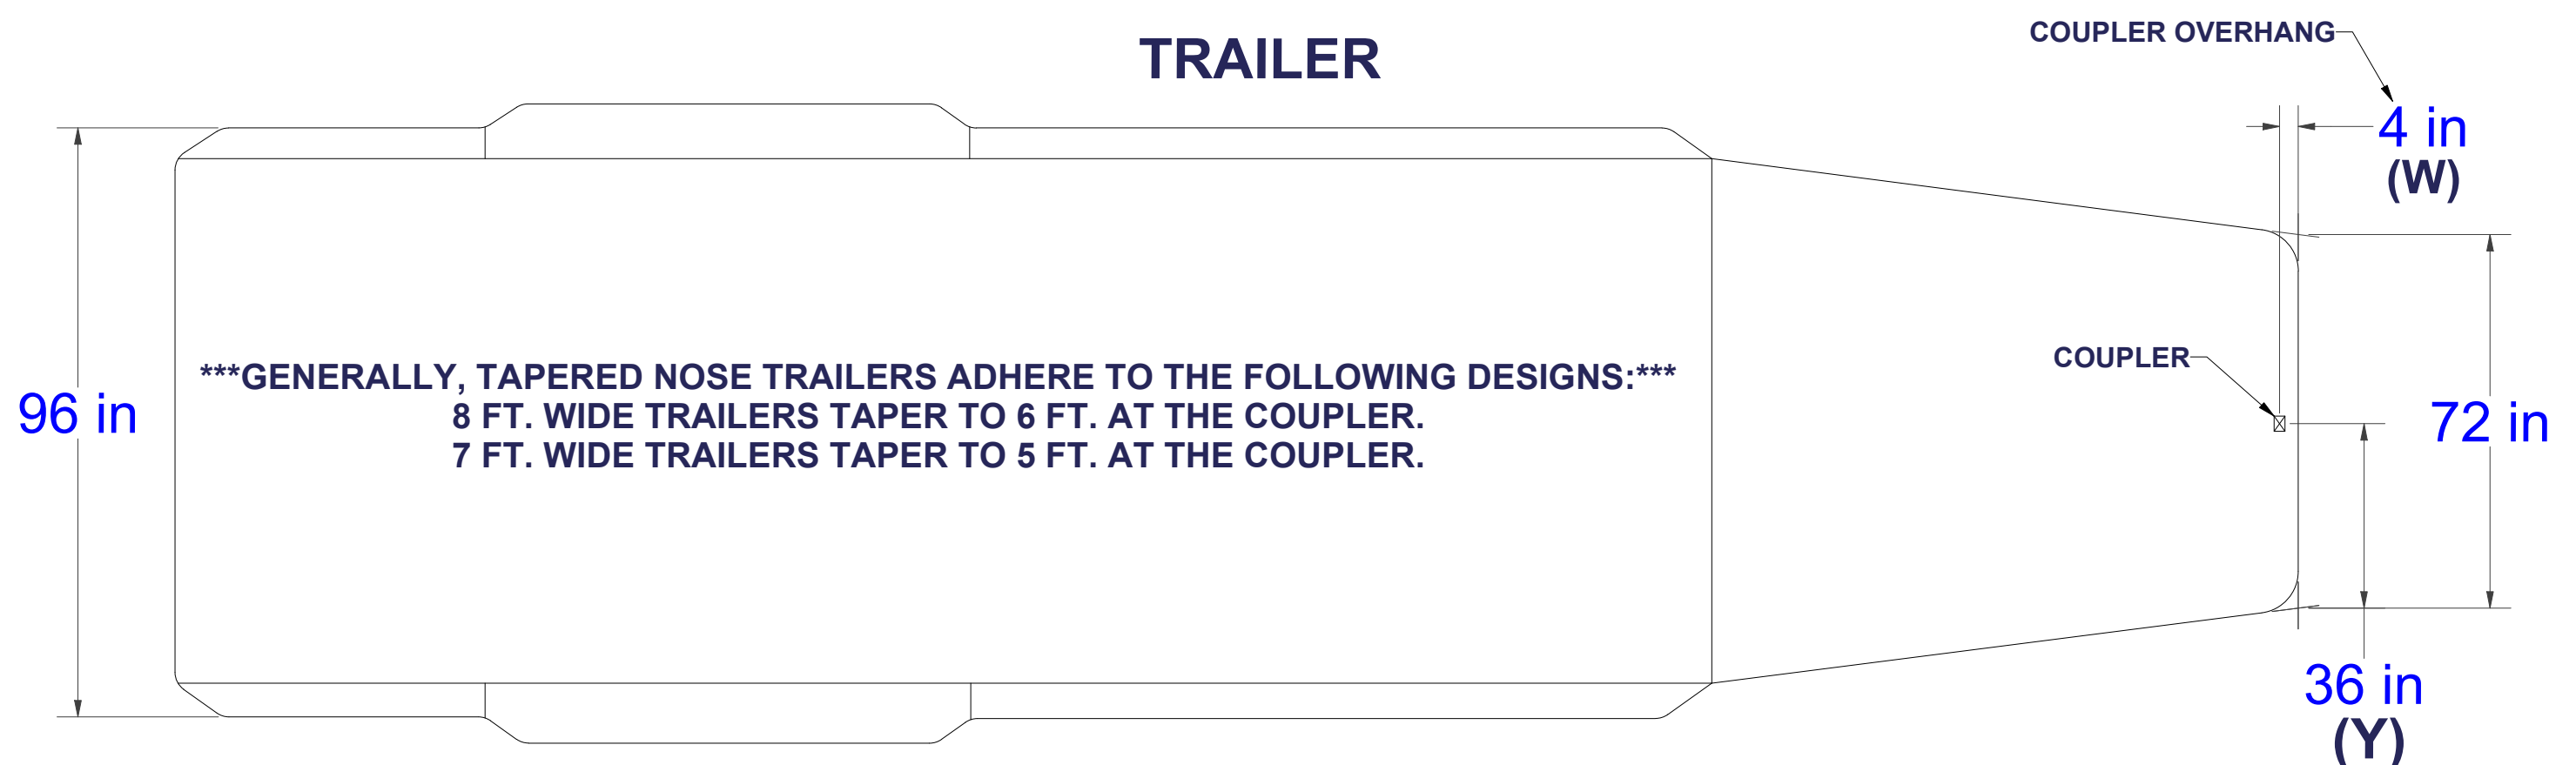 TRAILER
COUPLER OVERHANG
4 in
(W)
***GENERALLY, TAPERED NOSE TRAILERS ADHERE TO THE FOLLOWING DESIGNS:***
8 FT. WIDE TRAILERS TAPER TO 6 FT. AT THE COUPLER.
7 FT. WIDE TRAILERS TAPER TO 5 FT. AT THE COUPLER.
96 in
COUPLER
72 in
36 in
(Y)